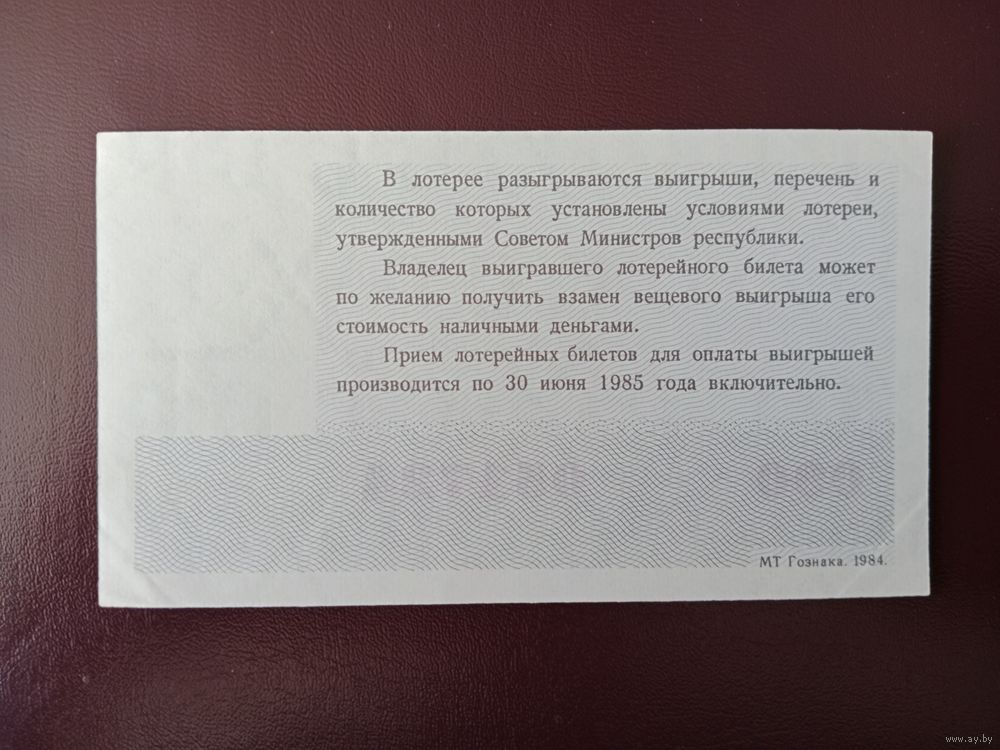 В лотерее разыгрываются выигрыши, перечень и
количество которых установлены условиями лотереи,
утвержденными Советом Министров республики.
Владелец выигравшего лотерейного билета может
по желанию получить взамен вещевого выигрыша его
стоимость наличными деньгами.
Прием лотерейных билетов для оплаты выигрышей
производится по 30 июня 1985 года включительно.
МТ Гознака. 1984.
www.ay.by